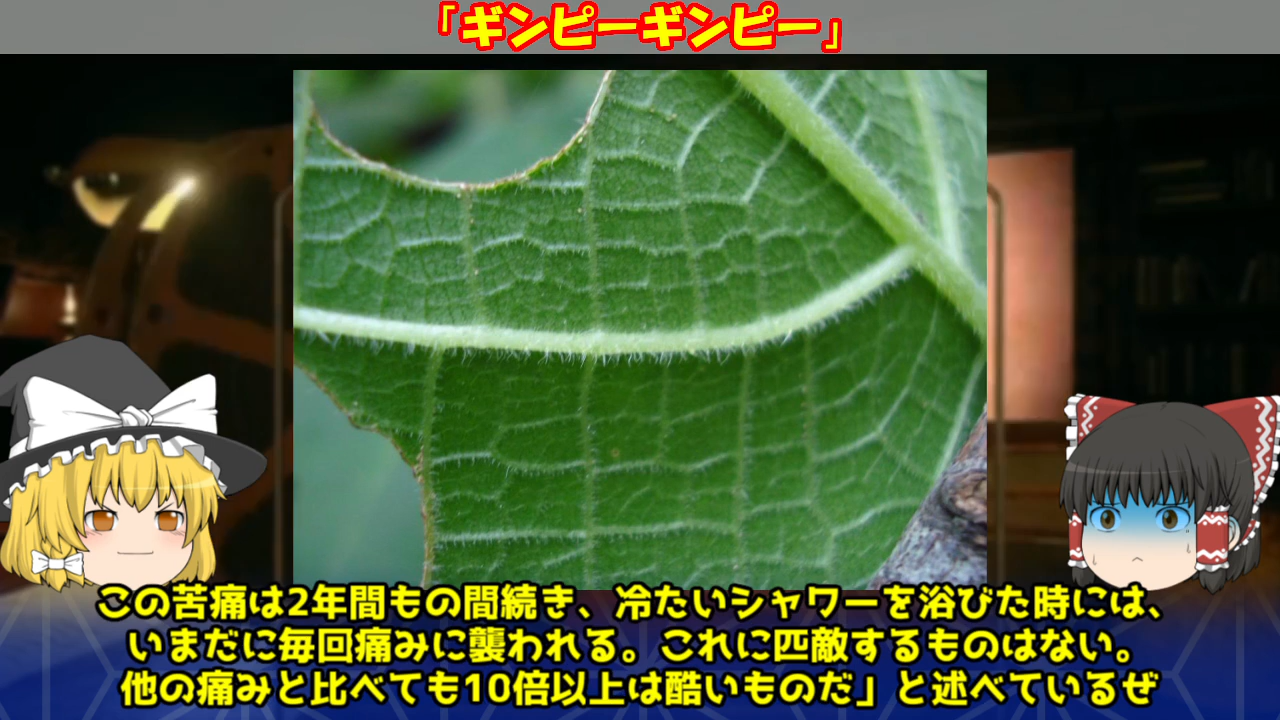 「ギンピーギンピー」
この苦痛は2年間もの間続き、冷たいシャワーを浴びた時には、
いまだに毎回痛みに襲われる。これに匹敵するものはない。
他の痛みと比べても10倍以上は酷いものだ」と述べているぜ